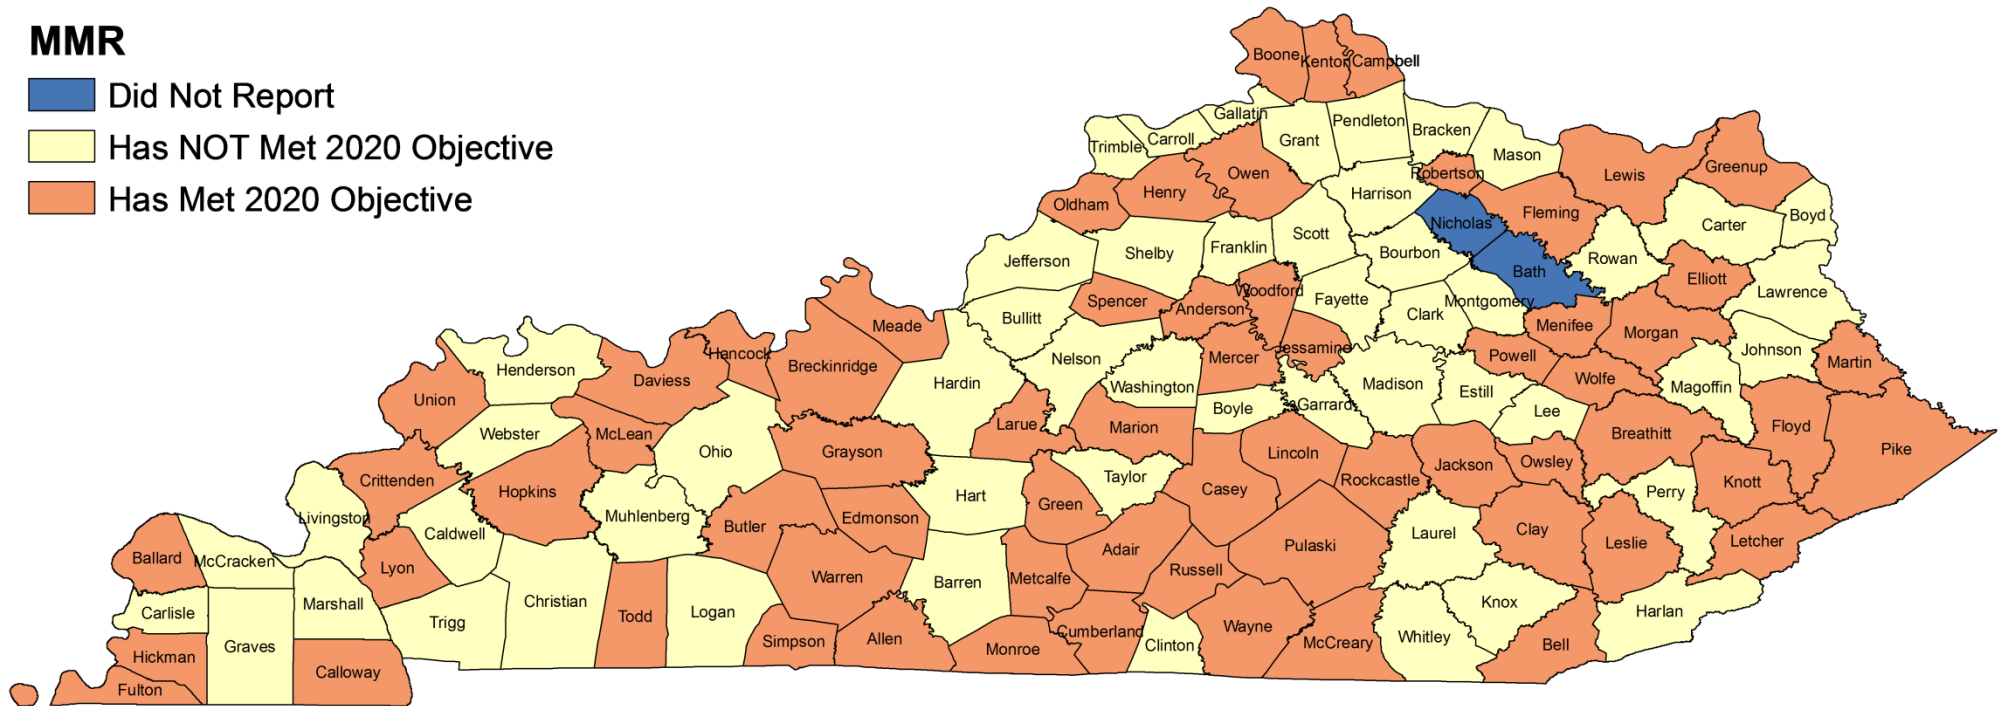 MMR
Did Not Report
Has NOT Met 2020 Objective
Has Met 2020 Objective
Boone
Kenton
Campbell
Gallatin
Carroll
Trimble
Grant
Pendleton
Bracken
Mason
Robertson
Lewis
Greenup
Owen
Henry
Oldham
Harrison
Nicholas
Fleming
Carter
Boyd
Jefferson
Shelby
Franklin
Scott
Bourbon
Bath
Rowan
Elliott
Lawrence
Spencer
Anderson
Woodford
Fayette
Clark
Montgomery
Menifee
Morgan
Bullitt
Meade
Nelson
Washington
Mercer
Jessamine
Madison
Powell
Wolfe
Magoffin
Johnson
Martin
Henderson
Daviess
Hancock
Breckinridge
Hardin
Boyle
Garrard
Estill
Lee
Union
Webster
McLean
Ohio
Grayson
Larue
Marion
Lincoln
Rockcastle
Jackson
Owsley
Breathitt
Floyd
Pike
Crittenden
Hopkins
Muhlenberg
Butler
Edmonson
Hart
Green
Taylor
Casey
Perry
Knott
Livingston
Caldwell
Pulaski
Laurel
Clay
Leslie
Letcher
Ballard
McCracken
Lyon
Warren
Barren
Metcalfe
Adair
Russell
Carlisle
Marshall
Trigg
Christian
Todd
Logan
Simpson
Allen
Monroe
Cumberland
Clinton
Wayne
McCreary
Whitley
Knox
Bell
Harlan
Hickman
Graves
Calloway
Fulton